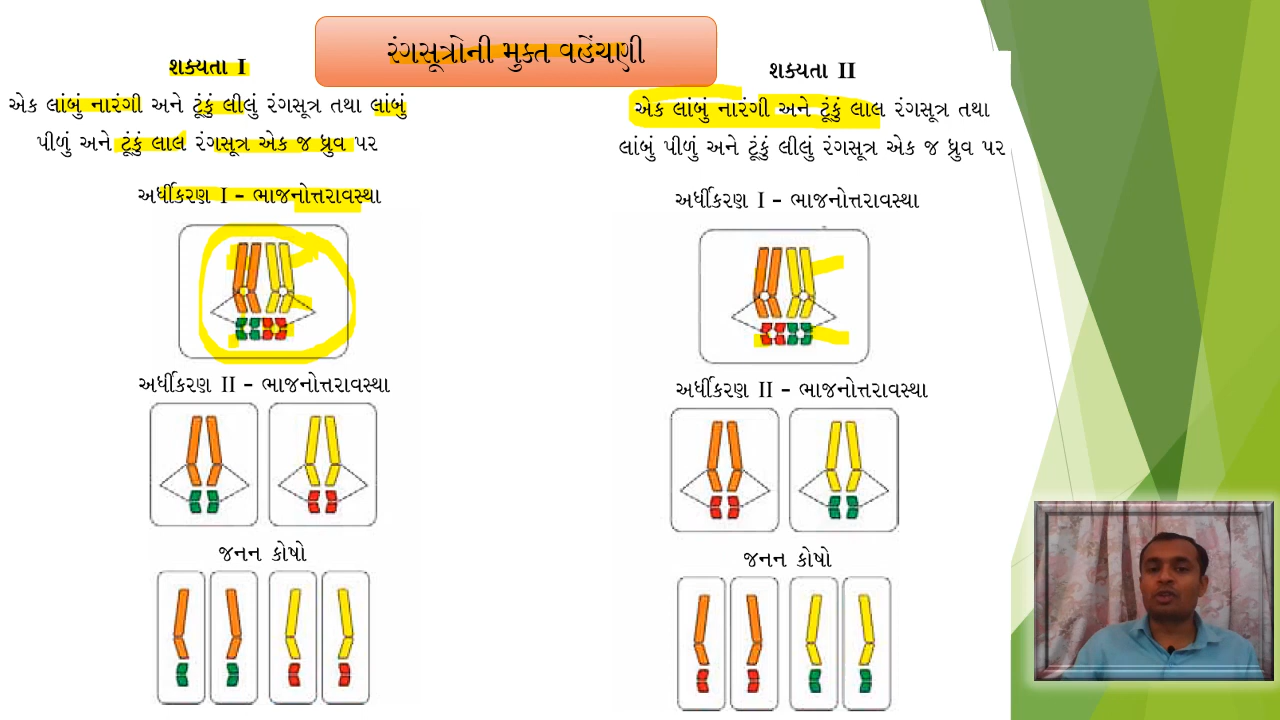 રંગસૂત્રોની મુક્ત વહેંચણી
શક્યતા I
એક લાંબું નારંગી અને ટૂંકું લીલું રંગસૂત્ર તથા લાંબું
પીળું અને ટૂંકું લાલ રંગસૂત્ર એક જ ધ્રુવ પર
અર્ધીકરણ I - ભાજનોત્તરાવસ્થા
અર્ધીકરણ II - ભાજનોત્તરાવસ્થા
જનન કોષો
શક્યતા II
એક લાંબું નારંગી અને ટૂંકું લાલ રંગસૂત્ર તથા
લાંબું પીળું અને ટૂંકું લીલું રંગસૂત્ર એક જ ધ્રુવ પર
અર્ધીકરણ I - ભાજનોત્તરાવસ્થા
અર્ધીકરણ II - ભાજનોત્તરાવસ્થા
જનન કોષો